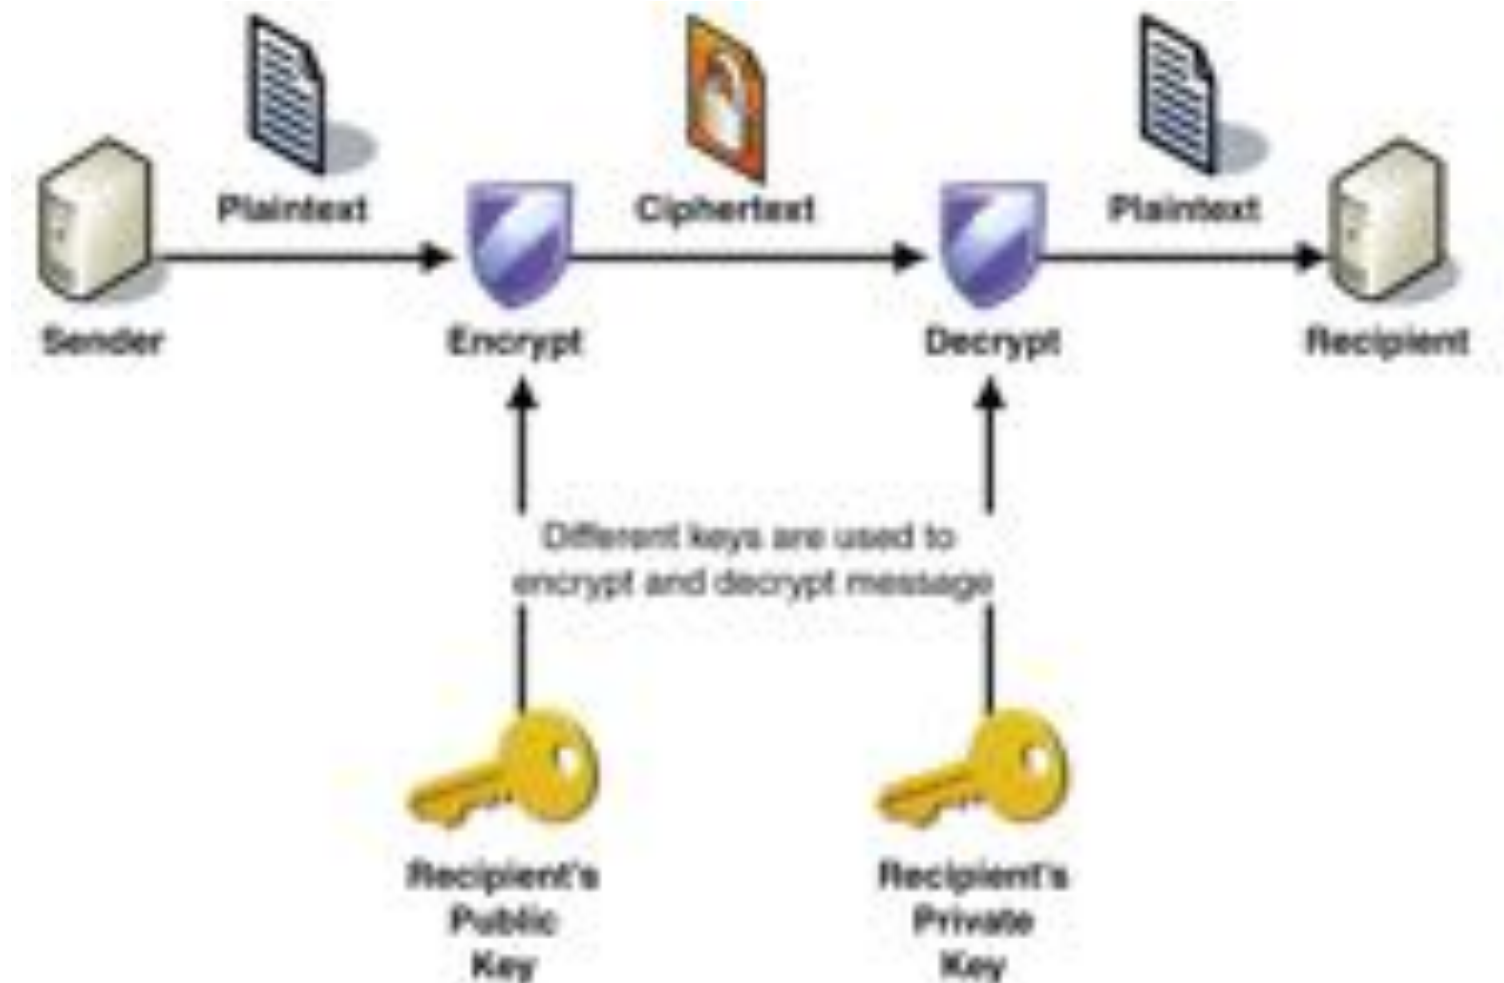 Plaintext
Ciphertext
Plaintext
Sender
Encrypt
Decrypt
Recipient
Different keys are used to
encrypt and decrypt message
Recipient's
Public
Key
Recipient's
Private
Key